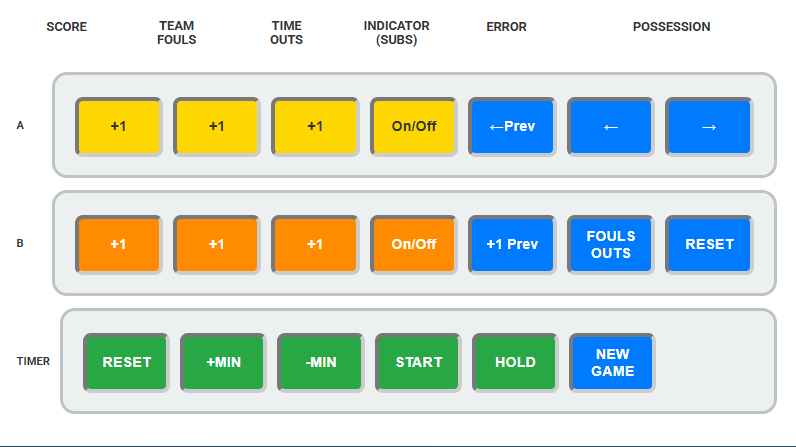 SCORE
TEAM
FOULS
TIME
OUTS
INDICATOR
(SUBS)
ERROR
POSSESSION
A
+1
+1
+1
On/Off
←Prev
←
→
B
+1
+1
+1
On/Off
+1 Prev
FOULS
OUTS
RESET
TIMER
RESET
+MIN
-MIN
START
HOLD
NEW
GAME